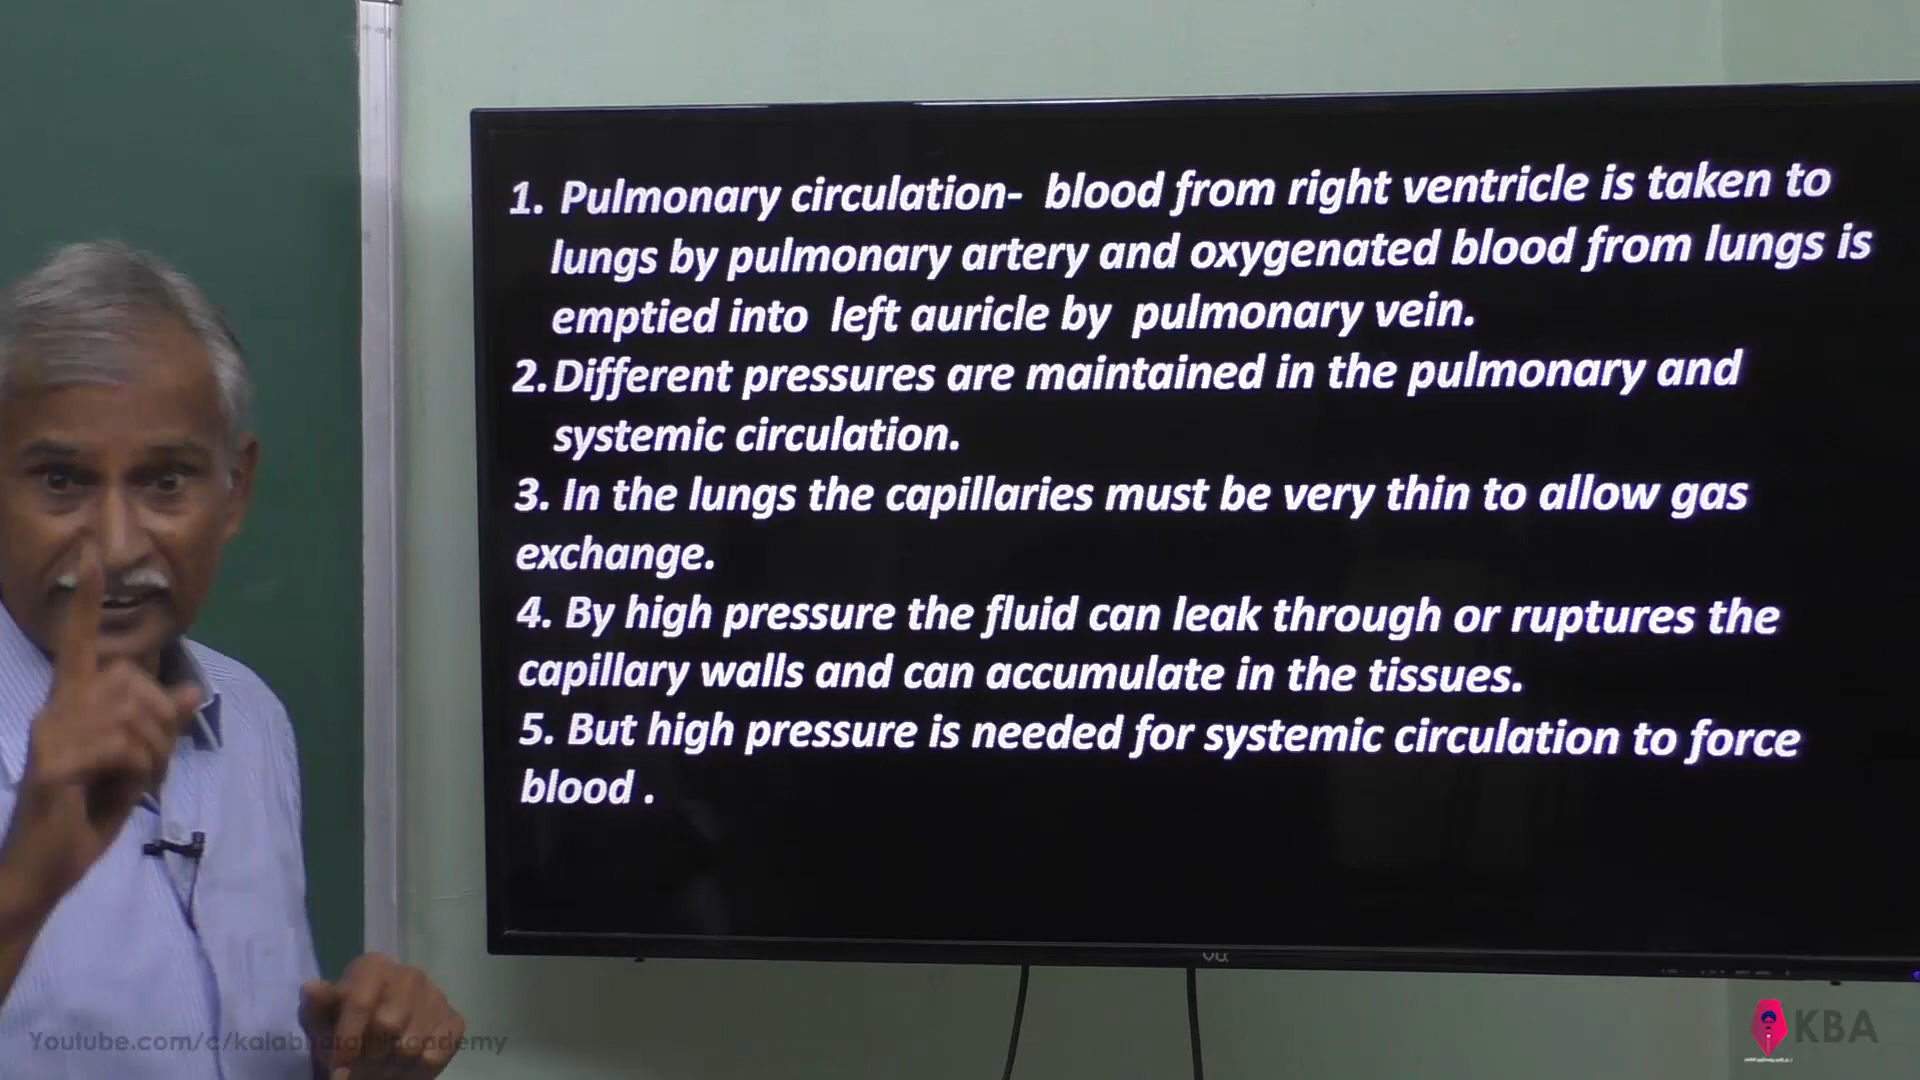 1. Pulmonary circulation- blood from right ventricle is taken to
lungs by pulmonary artery and oxygenated blood from lungs is
emptied into left auricle by pulmonary vein.
2. Different pressures are maintained in the pulmonary and
systemic circulation.
3. In the lungs the capillaries must be very thin to allow gas
exchange.
4. By high pressure the fluid can leak through or ruptures the
capillary walls and can accumulate in the tissues.
5. But high pressure is needed for systemic circulation to force
blood .
Vu
Youtube.com/c/kalabharathiacademy
KBA